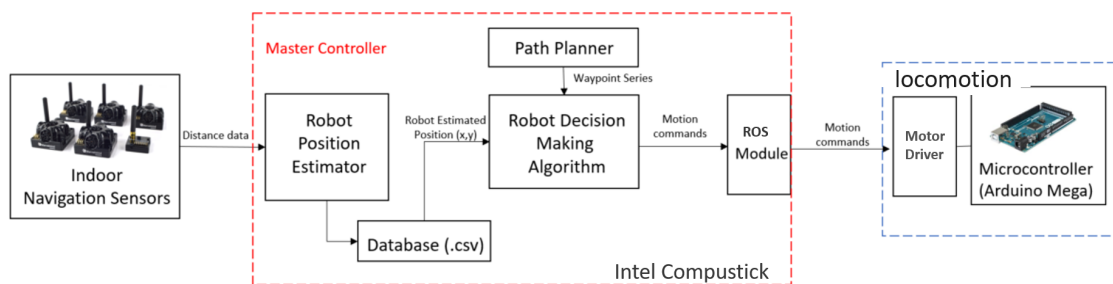 Master Controller
Path Planner
Waypoint Series
locomotion
Indoor
Navigation Sensors
Distance data
Robot
Position
Estimator
Robot Estimated
Position (x,y)
Database (.csv)
Robot Decision
Making
Algorithm
Motion
commands
ROS
Module
Motion
commands
Motor
Driver
Microcontroller
(Arduino Mega)
Intel Compustick